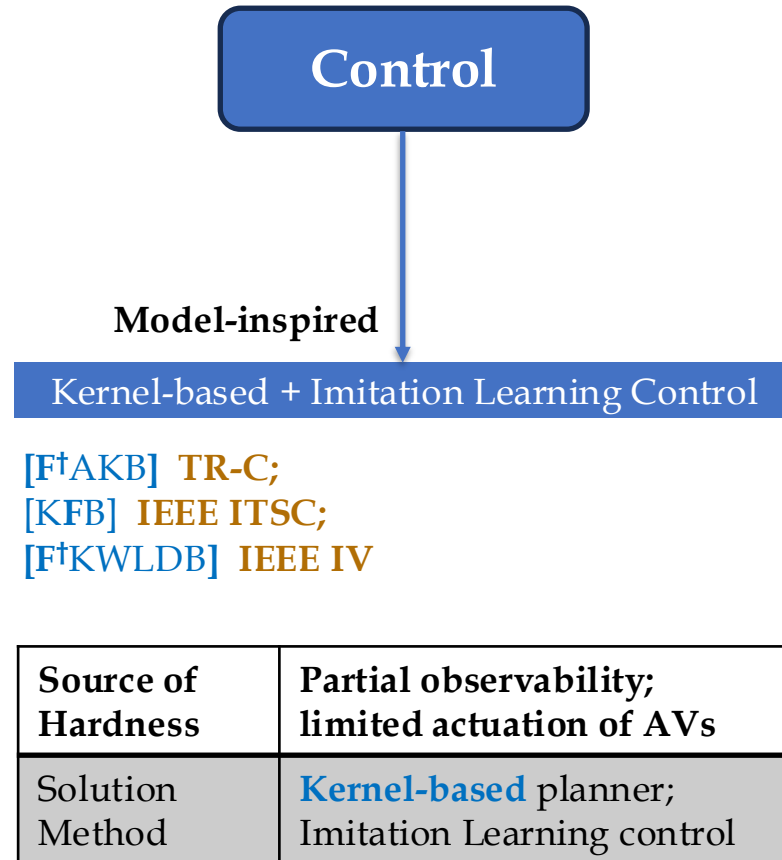 Control
Model-inspired
Kernel-based + Imitation Learning Control
[F†AKB] TR-C;
[KFB] IEEE ITSC;
[F†KWLDB] IEEE IV
Source of Hardness
Partial observability;
limited actuation of AVs
Solution Method
Kernel-based planner;
Imitation Learning control